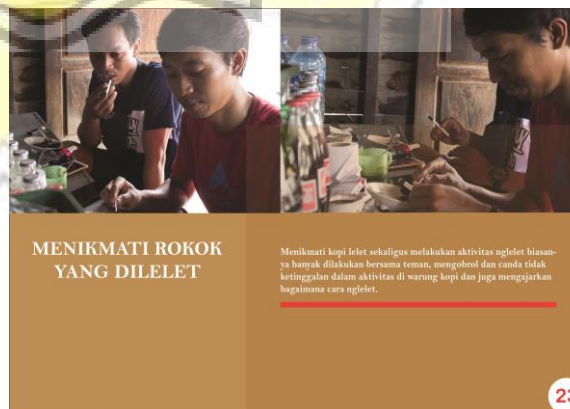 MENIKMATI ROKOK
YANG DILELET
Menikmati kopi lelet sekaligus melakukan aktivitas nglelet biasan-
ya banyak dilakukan bersama teman, mengobrol dan canda tidak
ketinggalan dalam aktivitas di warung kopi dan juga mengajarkan
bagaimana cara nglelet.
23